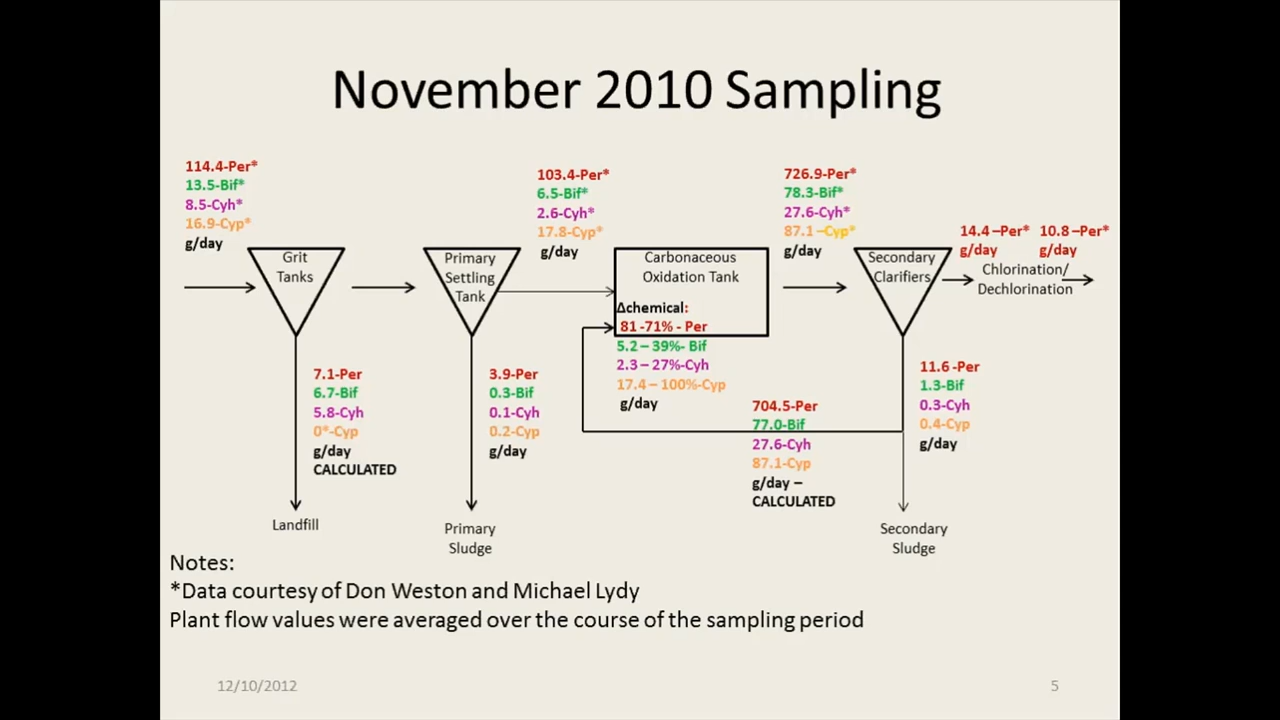 November 2010 Sampling
114.4-Per*
13.5-Bif*
8.5-Cyh*
16.9-Cyp*
g/day
103.4-Per*
6.5-Bif*
2.6-Cyh*
17.8-Cyp*
g/day
726.9-Per*
78.3-Bif*
27.6-Cyh*
87.1 –Cyp*
g/day
14.4 –Per*
g/day
10.8 –Per*
g/day
Grit
Tanks
Primary
Settling
Tank
Carbonaceous
Oxidation Tank
Secondary
Clarifiers
Chlorination/
Dechlorination
Δchemical:
81 -71% - Per
5.2 – 39%- Bif
2.3 – 27%-Cyh
17.4 – 100%-Cyp
g/day
7.1-Per
6.7-Bif
5.8-Cyh
0*-Cyp
g/day
CALCULATED
3.9-Per
0.3-Bif
0.1-Cyh
0.2-Cyp
g/day
704.5-Per
77.0-Bif
27.6-Cyh
87.1-Cyp
g/day –
CALCULATED
11.6 -Per
1.3-Bif
0.3-Cyh
0.4-Cyp
g/day
Landfill
Primary
Sludge
Secondary
Sludge
Notes:
*Data courtesy of Don Weston and Michael Lydy
Plant flow values were averaged over the course of the sampling period
12/10/2012
5